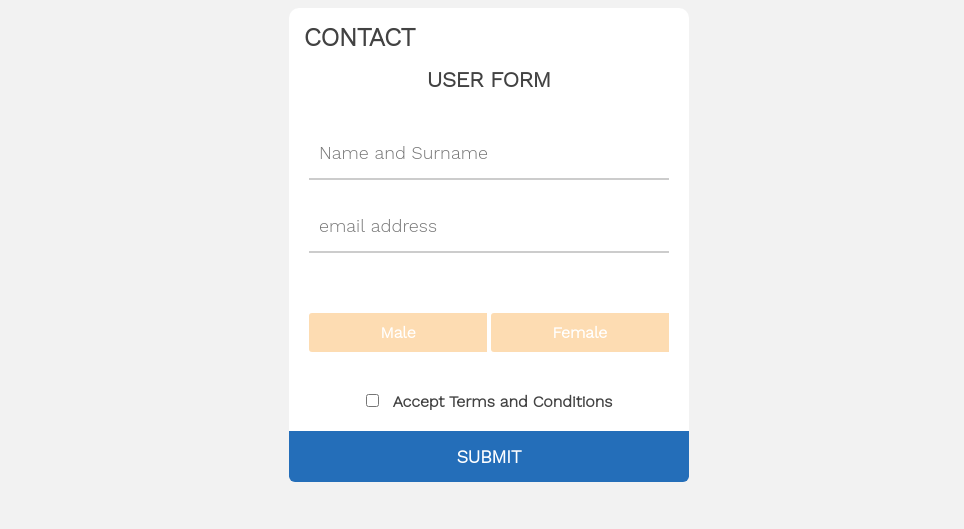 CONTACT
USER FORM
Name and Surname
email address
Male Female
Accept Terms and Conditions
SUBMIT